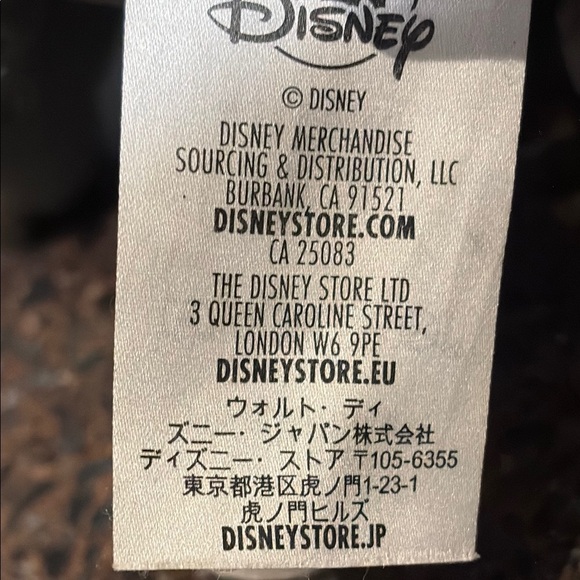 DISNEY
© DISNEY
DISNEY MERCHANDISE
SOURCING & DISTRIBUTION, LLC
BURBANK, CA 91521
DISNEYSTORE.COM
CA 25083
THE DISNEY STORE LTD
3 QUEEN CAROLINE STREET,
LONDON W6 9PE
DISNEYSTORE.EU
ウォルト・ディ
ズニー・ジャパン株式会社
ディズニー・ストア 〒105-6355
東京都港区虎ノ門1-23-1
虎ノ門ヒルズ
DISNEYSTORE.JP